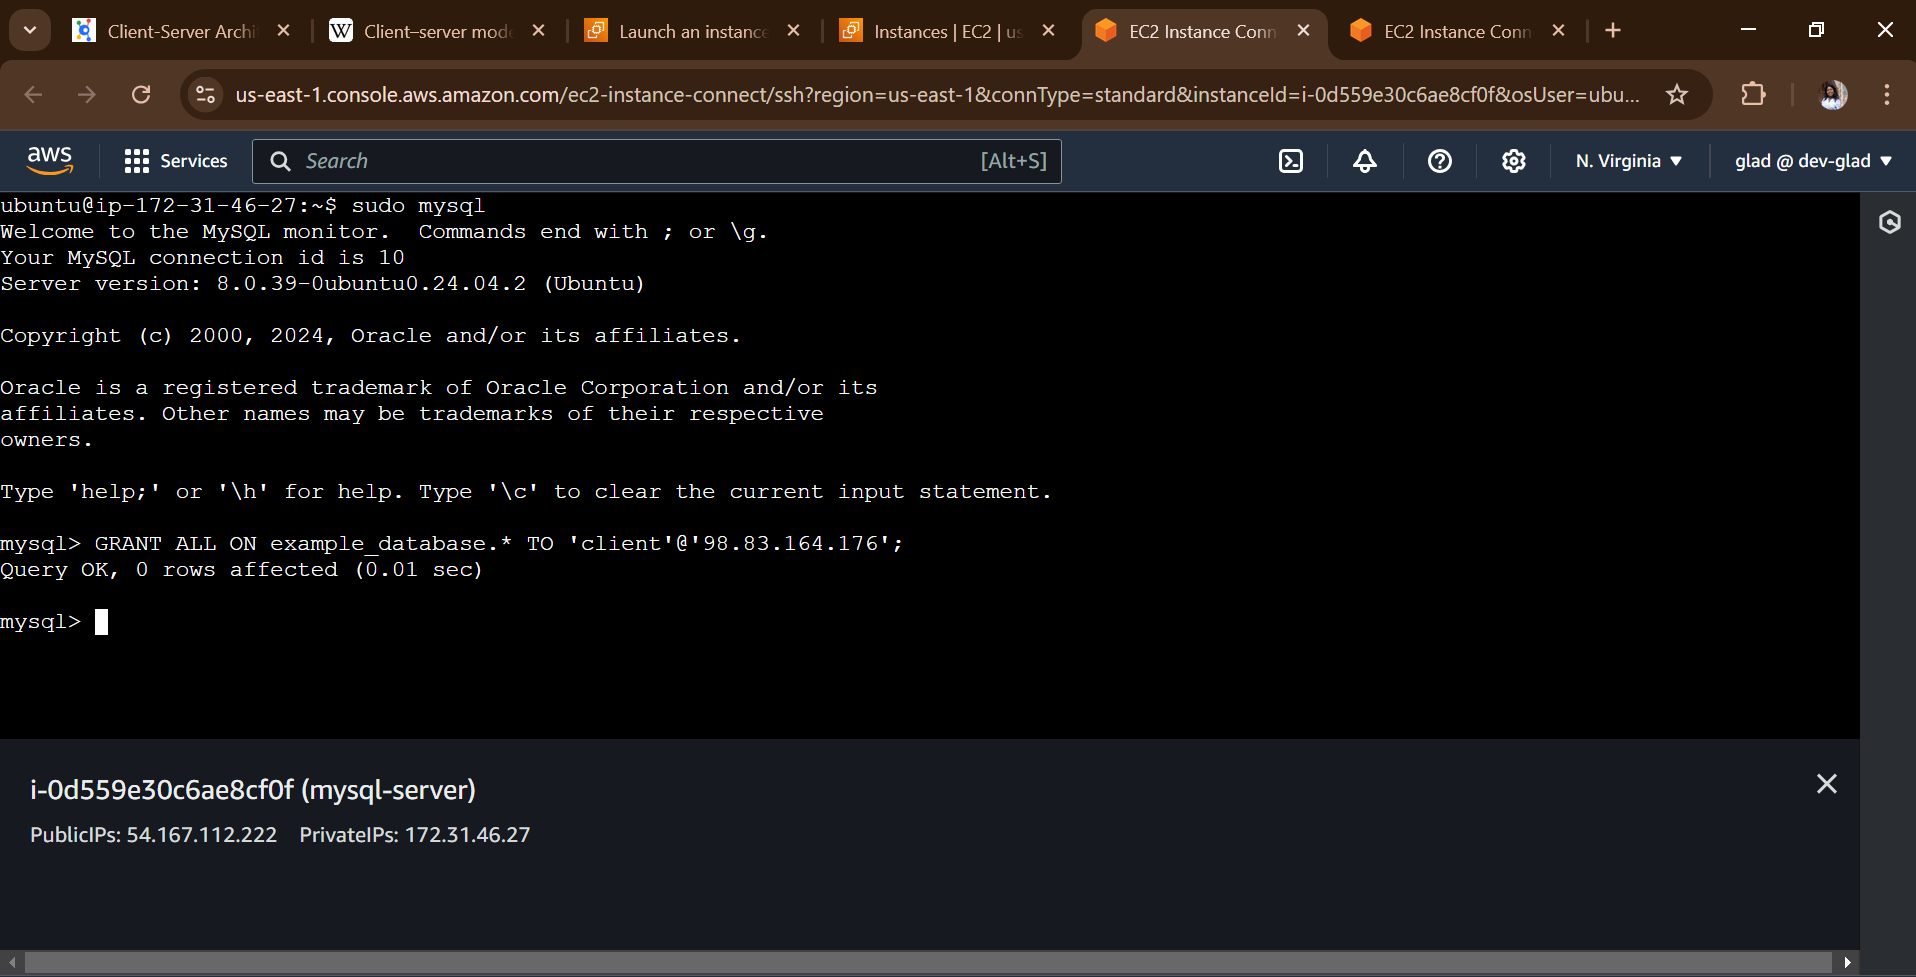 Client-Server Archi
Client–server mode
Launch an instance
Instances | EC2 | us
EC2 Instance Conn
EC2 Instance Conn
us-east-1.console.aws.amazon.com/ec2-instance-connect/ssh?region=us-east-1&connType=standard&instanceId=i-0d559e30c6ae8cf0f&osUser=ubu...
aws
Services
Search
[Alt+S]
N. Virginia
glad @ dev-glad
ubuntu@ip-172-31-46-27:~$ sudo mysql
Welcome to the MySQL monitor.  Commands end with ; or \g.
Your MySQL connection id is 10
Server version: 8.0.39-0ubuntu0.24.04.2 (Ubuntu)
Copyright (c) 2000, 2024, Oracle and/or its affiliates.
Oracle is a registered trademark of Oracle Corporation and/or its
affiliates. Other names may be trademarks of their respective
owners.
Type 'help;' or '\h' for help. Type '\c' to clear the current input statement.
mysql> GRANT ALL ON example_database.* TO 'client'@'98.83.164.176';
Query OK, 0 rows affected (0.01 sec)
mysql>
i-0d559e30c6ae8cf0f (mysql-server)
PublicIPs: 54.167.112.222 PrivateIPs: 172.31.46.27